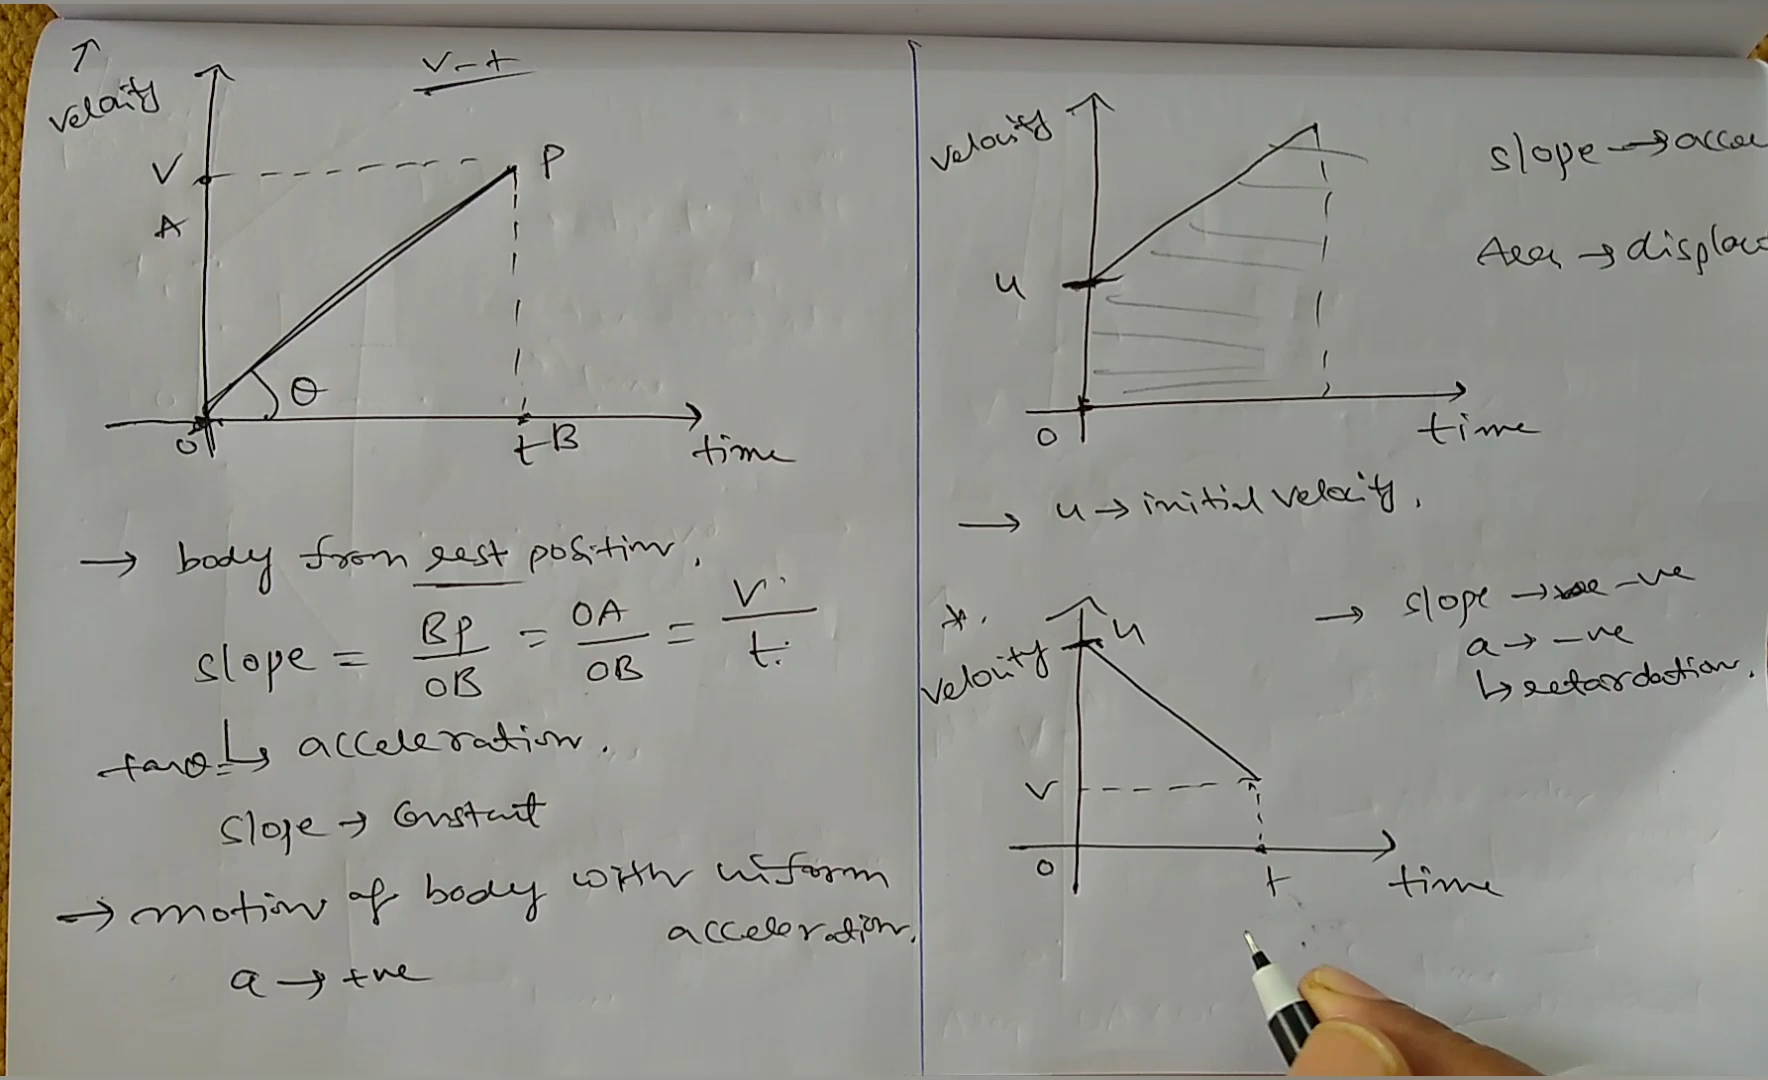 v-t
↑
velocity
V
P
A
θ
O
t B
time
→ body from rest position.
slope = BP/OB = OA/OB = V/t.
tanθ = ↳ acceleration.
slope → constant
→ motion of body with uniform
acceleration.
a → +ve
velocity
u
O
time
slope → accel
Area → displac
→ u → initial velocity.
*.
velocity
u
V
O
t
time
→ slope → -ve
a → -ve
↳ retardation.